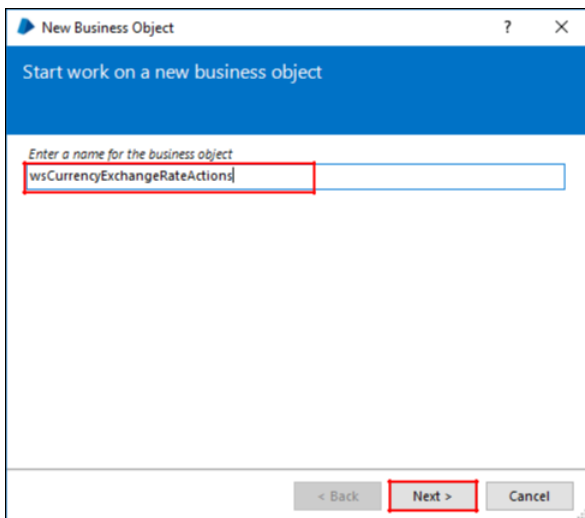 New Business Object
?
Start work on a new business object
Enter a name for the business object
wsCurrencyExchangeRateActions
< Back Next > Cancel